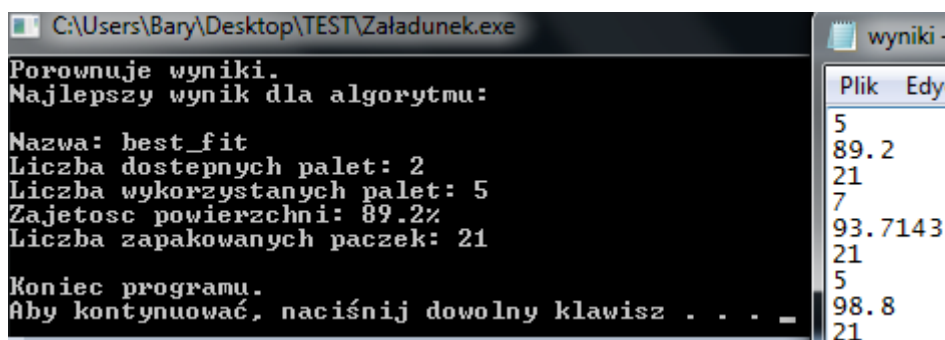 C:\Users\Bary\Desktop\TEST\Załadunek.exe
Porownuje wyniki.
Najlepszy wynik dla algorytmu:
Nazwa: best_fit
Liczba dostepnych palet: 2
Liczba wykorzystanych palet: 5
Zajetosc powierzchni: 89.2%
Liczba zapakowanych paczek: 21
Koniec programu.
Aby kontynuować, naciśnij dowolny klawisz . . . _
wyniki -
Plik Edy
5
89.2
21
7
93.7143
21
5
98.8
21